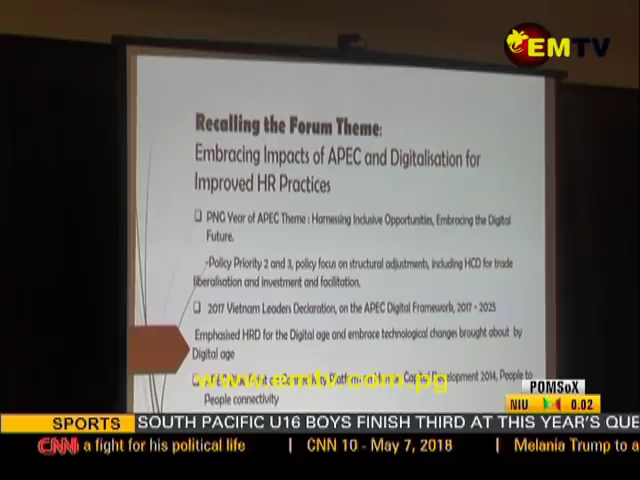 EMTV
Recalling the Forum Theme:
Embracing Impacts of APEC and Digitalisation for
Improved HR Practices
PNG Year of APEC Theme : Harnessing Inclusive Opportunities, Embracing the Digital
Future.
-Policy Priority 2 and 3, policy focus on structural adjustments, including HCD for trade
liberalisation and investment and facilitation.
2017 Vietnam Leaders Declaration, on the APEC Digital Framework, 2017 - 2025
Emphasised HRD for the Digital age and embrace technological changes brought about by
Digital age
Development 2014, People to
www.emtv.com.pg
People connectivity
POMSoX
NIU 0.02
SPORTS SOUTH PACIFIC U16 BOYS FINISH THIRD AT THIS YEAR'S QUE
CNN a fight for his political life | CNN 10 - May 7, 2018 | Melania Trump to a